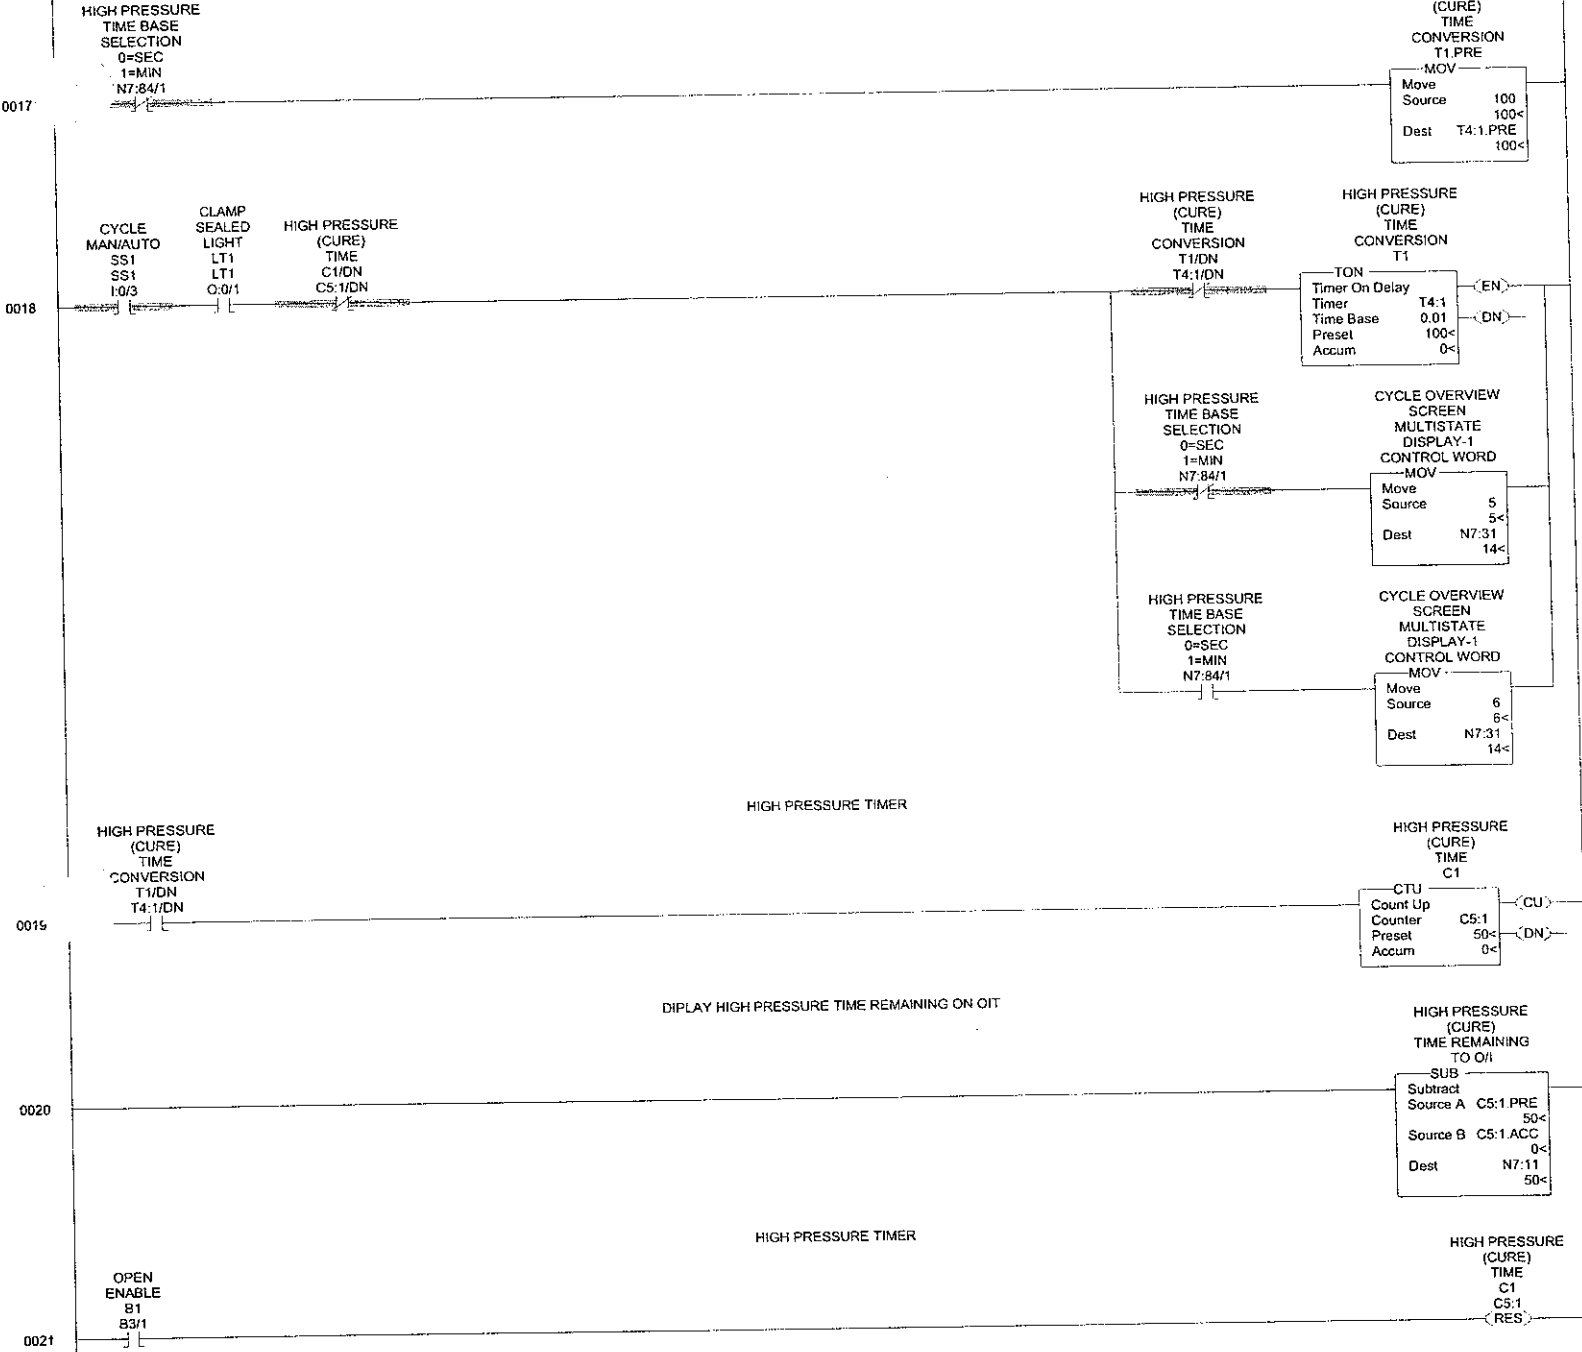 HIGH PRESSURE
TIME BASE
SELECTION
0=SEC
1=MIN
N7:84/1
0017
(CURE)
TIME
CONVERSION
T1.PRE
MOV
Move
Source 100
100<
Dest T4:1.PRE
100<
0018
CYCLE
MAN/AUTO
SS1
SS1
I:0/3
CLAMP
SEALED
LIGHT
LT1
LT1
O:0/1
HIGH PRESSURE
(CURE)
TIME
C1/DN
C5:1/DN
HIGH PRESSURE
(CURE)
TIME
CONVERSION
T1/DN
T4:1/DN
HIGH PRESSURE
(CURE)
TIME
CONVERSION
T1
TON
Timer On Delay
Timer T4:1
Time Base 0.01
Preset 100<
Accum 0<
(EN)
(DN)
HIGH PRESSURE
TIME BASE
SELECTION
0=SEC
1=MIN
N7:84/1
CYCLE OVERVIEW
SCREEN
MULTISTATE
DISPLAY-1
CONTROL WORD
MOV
Move
Source 5
5<
Dest N7:31
14<
HIGH PRESSURE
TIME BASE
SELECTION
0=SEC
1=MIN
N7:84/1
CYCLE OVERVIEW
SCREEN
MULTISTATE
DISPLAY-1
CONTROL WORD
MOV
Move
Source 6
6<
Dest N7:31
14<
HIGH PRESSURE TIMER
0019
HIGH PRESSURE
(CURE)
TIME
CONVERSION
T1/DN
T4:1/DN
HIGH PRESSURE
(CURE)
TIME
C1
CTU
Count Up
Counter C5:1
Preset 50<
Accum 0<
(CU)
(DN)
DIPLAY HIGH PRESSURE TIME REMAINING ON OIT
0020
HIGH PRESSURE
(CURE)
TIME REMAINING
TO O/I
SUB
Subtract
Source A C5:1.PRE
50<
Source B C5:1.ACC
0<
Dest N7:11
50<
HIGH PRESSURE TIMER
0021
OPEN
ENABLE
B1
B3/1
HIGH PRESSURE
(CURE)
TIME
C1
C5:1
(RES)